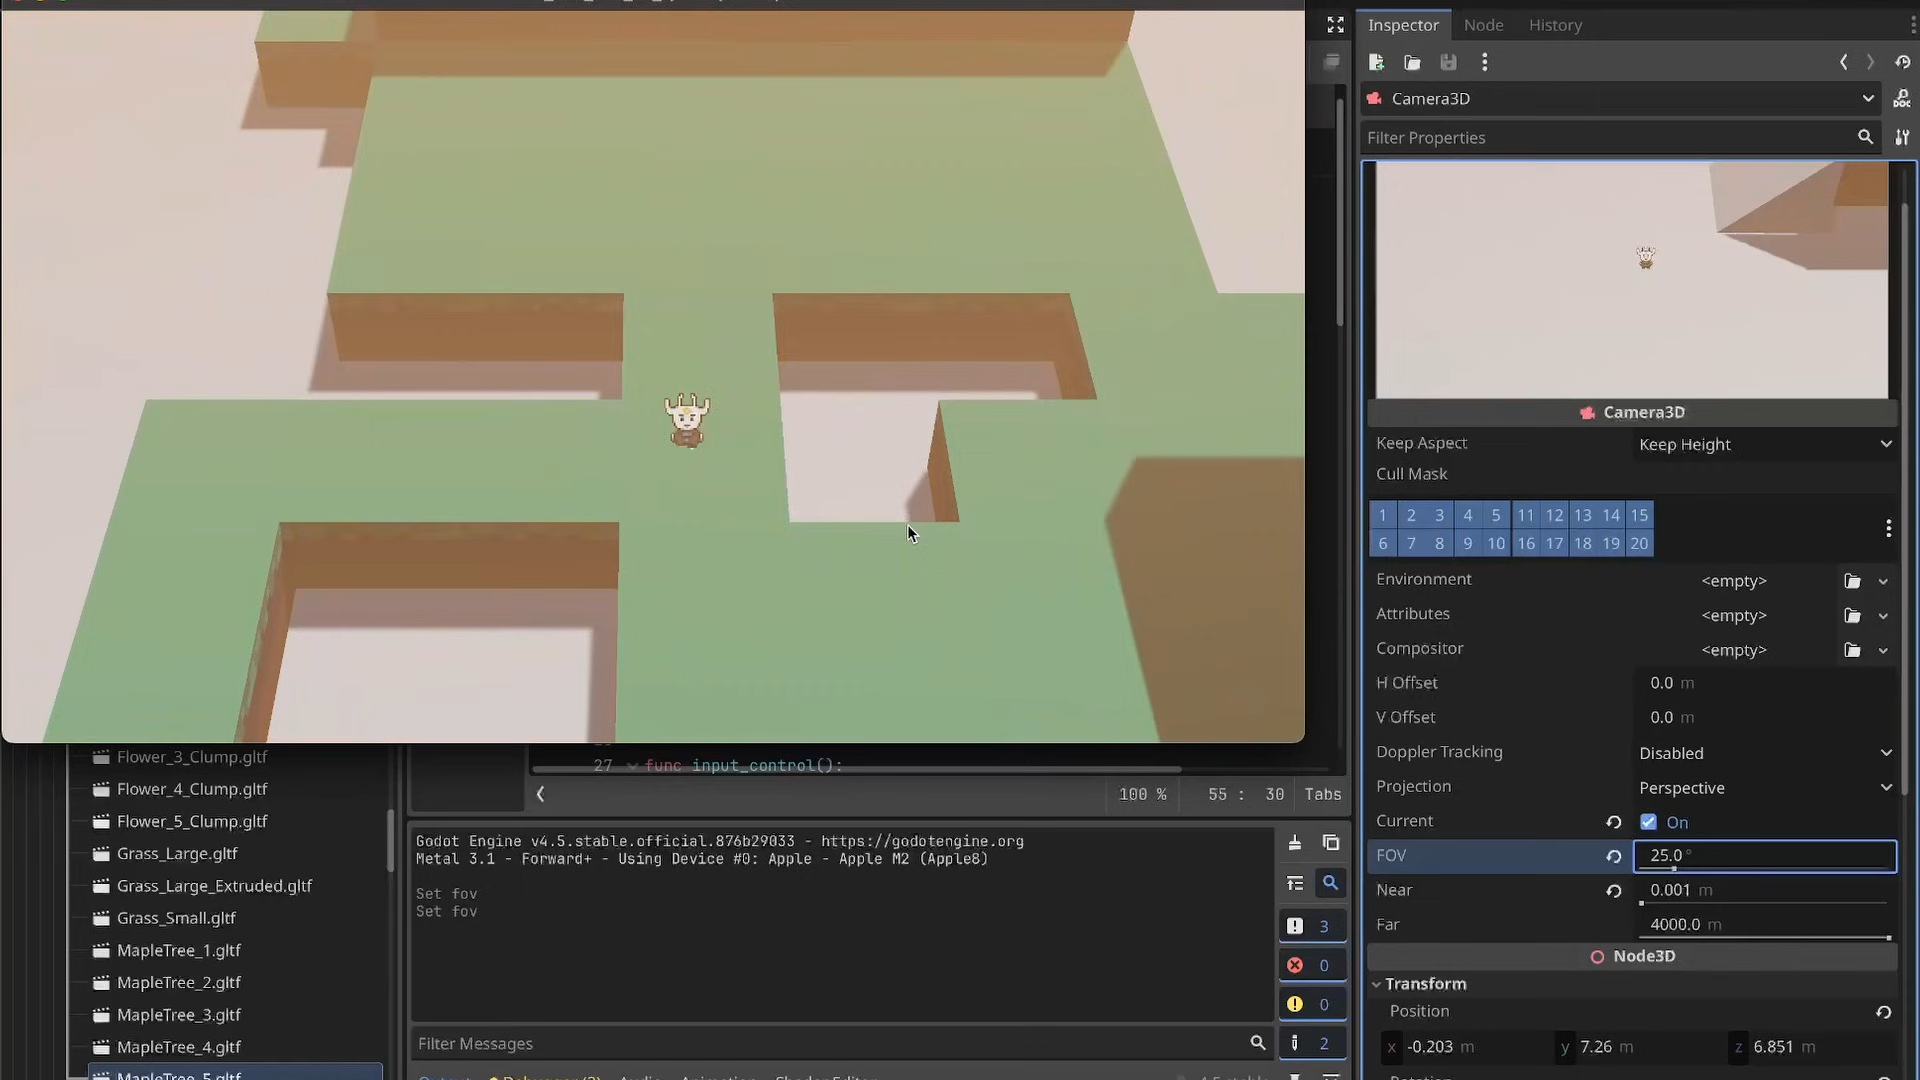 Inspector Node History
Camera3D
DOC
Filter Properties
Camera3D
Keep Aspect Keep Height
Cull Mask
1 2 3 4 5 11 12 13 14 15
6 7 8 9 10 16 17 18 19 20
Environment <empty>
Attributes <empty>
Compositor <empty>
H Offset 0.0 m
V Offset 0.0 m
Doppler Tracking Disabled
Projection Perspective
Current On
FOV 25.0 °
Near 0.001 m
Far 4000.0 m
Node3D
Transform
Position
x -0.203 m y 7.26 m z 6.851 m
Flower_3_Clump.gltf
Flower_4_Clump.gltf
Flower_5_Clump.gltf
Grass_Large.gltf
Grass_Large_Extruded.gltf
Grass_Small.gltf
MapleTree_1.gltf
MapleTree_2.gltf
MapleTree_3.gltf
MapleTree_4.gltf
MapleTree_5.gltf
27 func input_control():
100 % 55 : 30 Tabs
Godot Engine v4.5.stable.official.876b29033 - https://godotengine.org
Metal 3.1 - Forward+ - Using Device #0: Apple - Apple M2 (Apple8)
Set fov
Set fov
3
0
0
2
Filter Messages